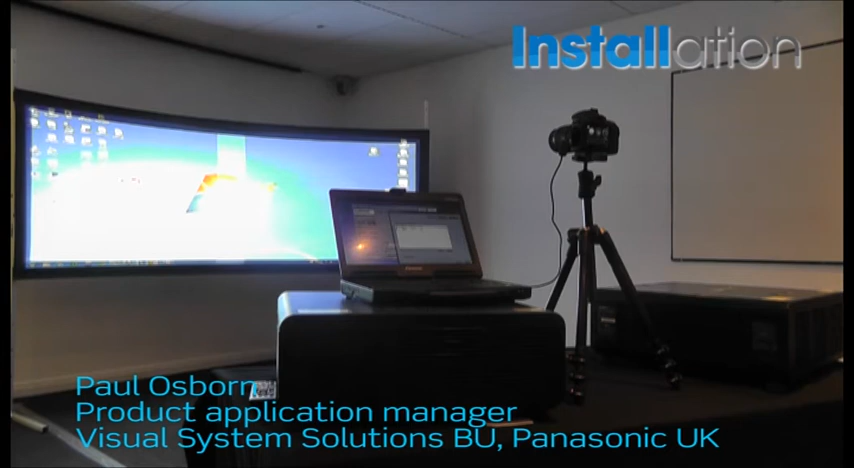 Installation
Paul Osborn
Product application manager
Visual System Solutions BU, Panasonic UK